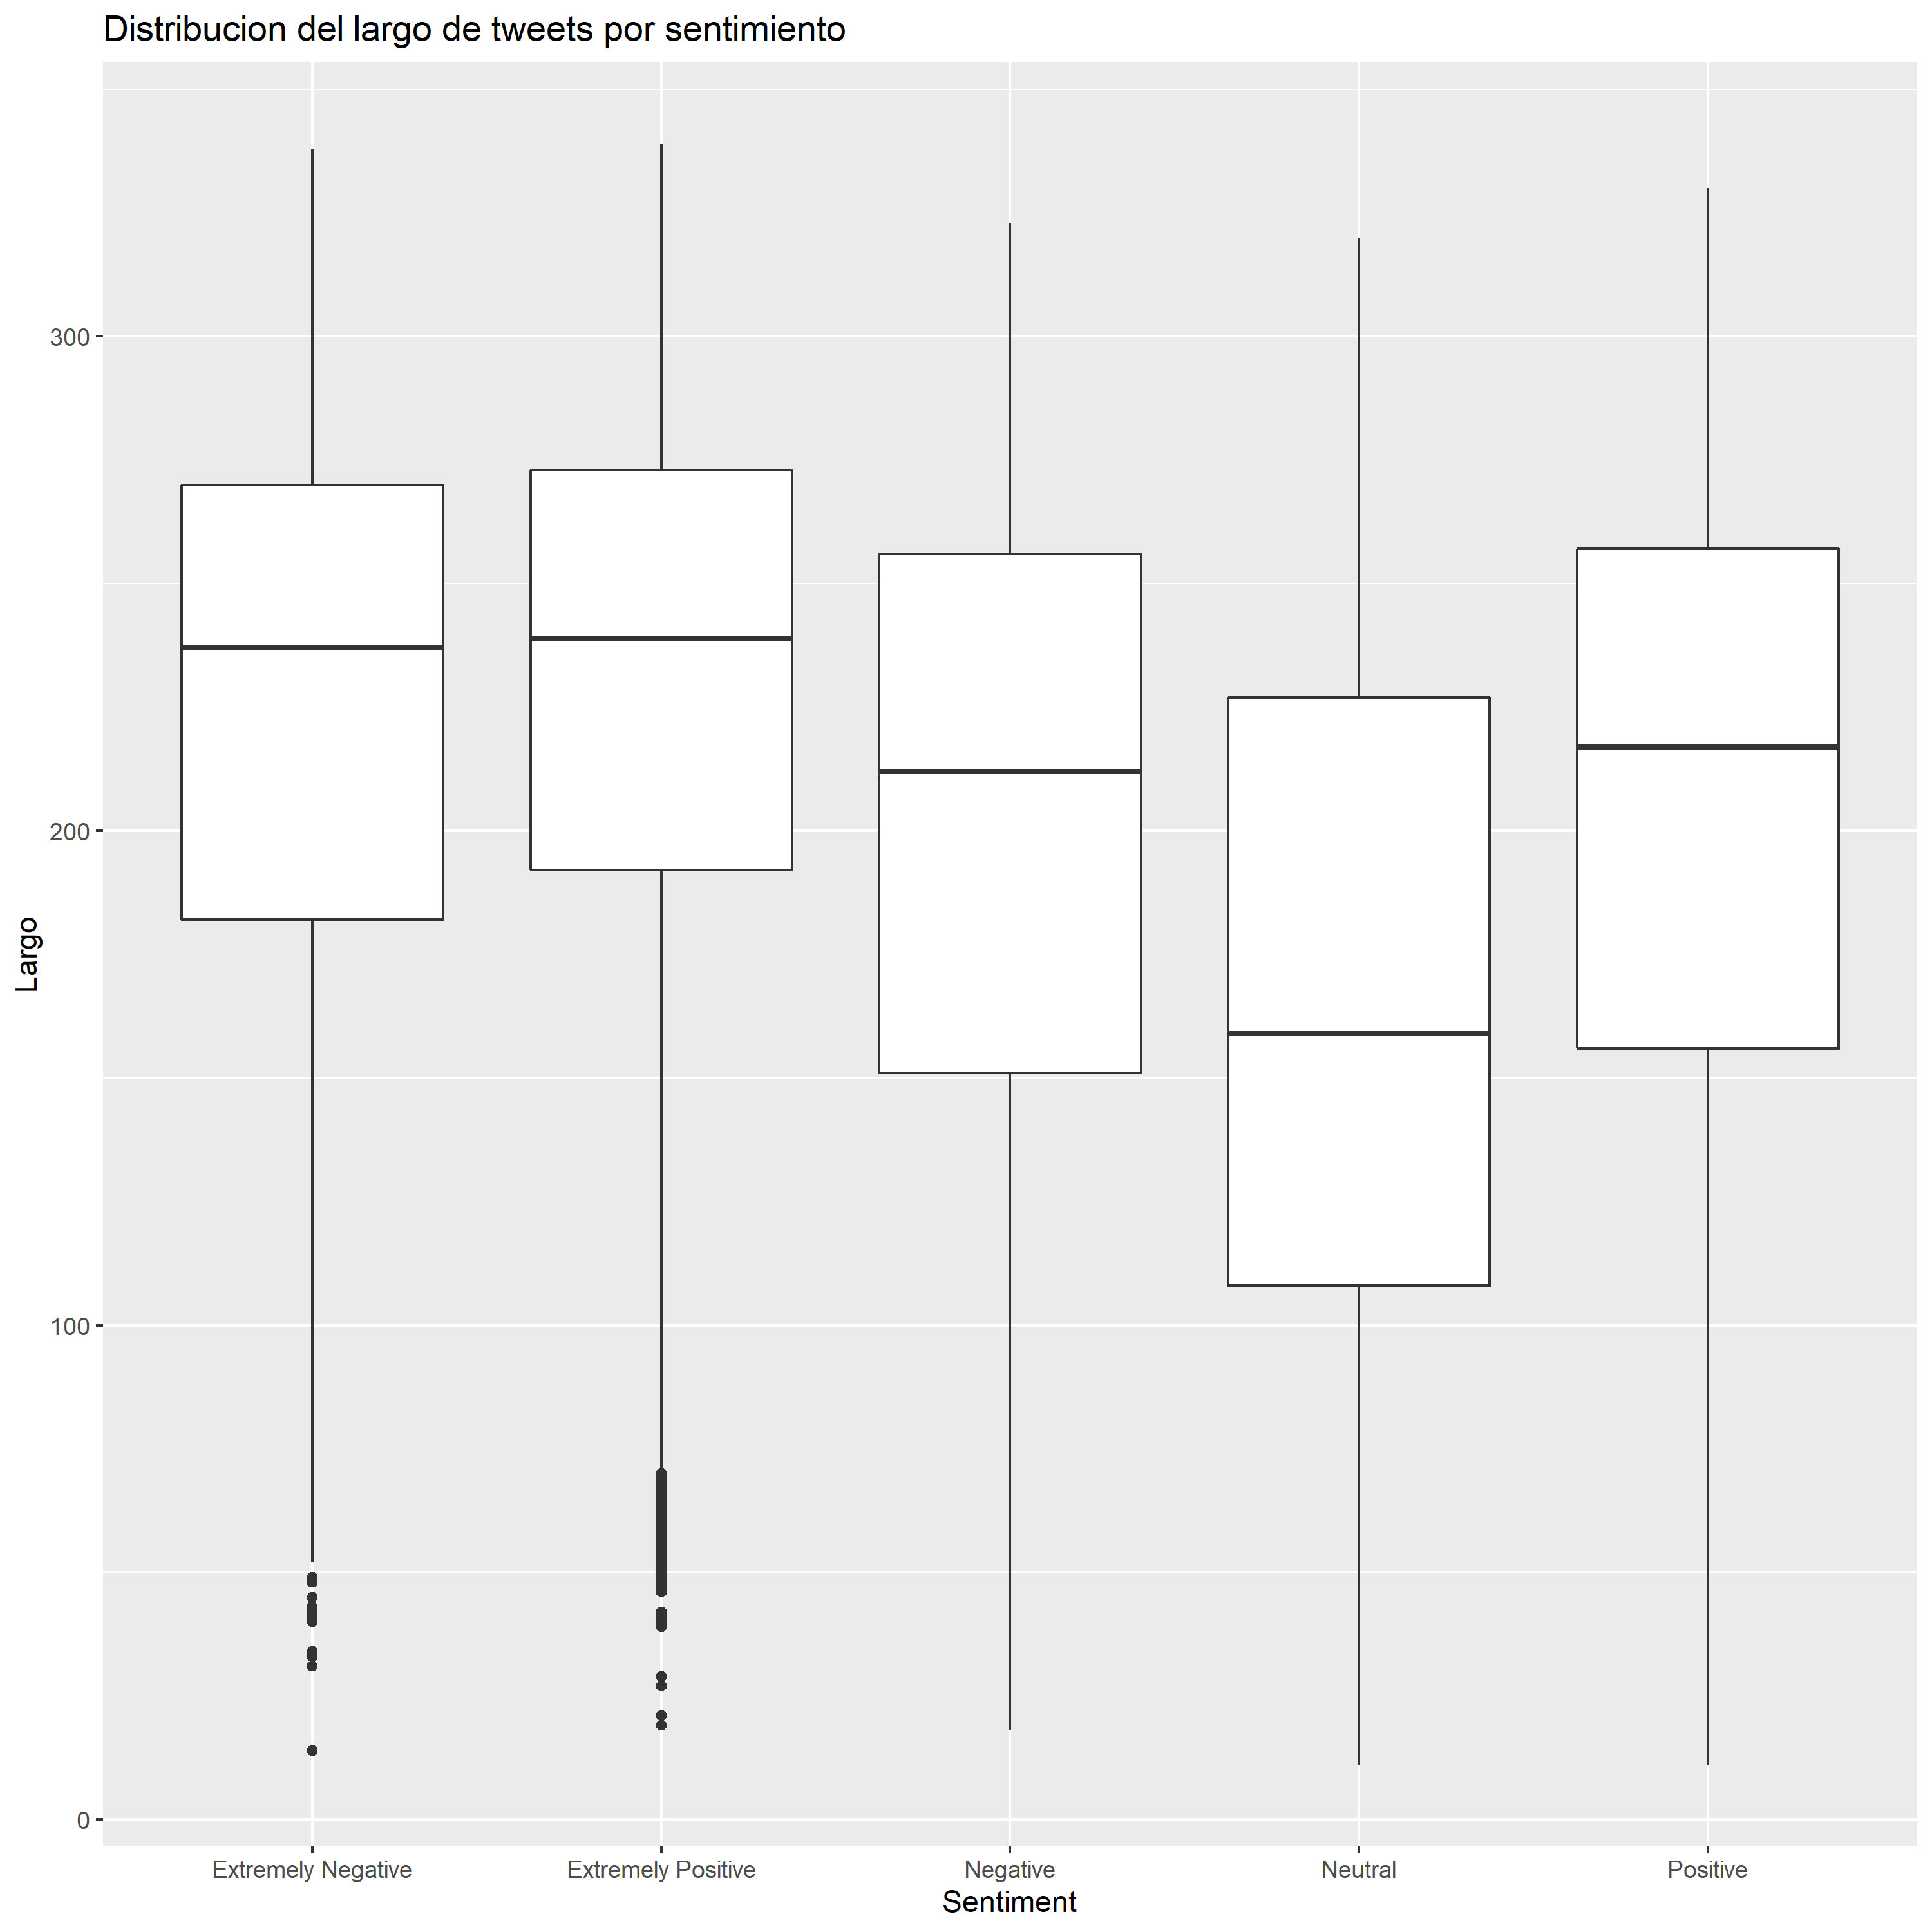 Distribucion del largo de tweets por sentimiento
300
200
100
0
Largo
Extremely Negative
Extremely Positive
Negative
Neutral
Positive
Sentiment